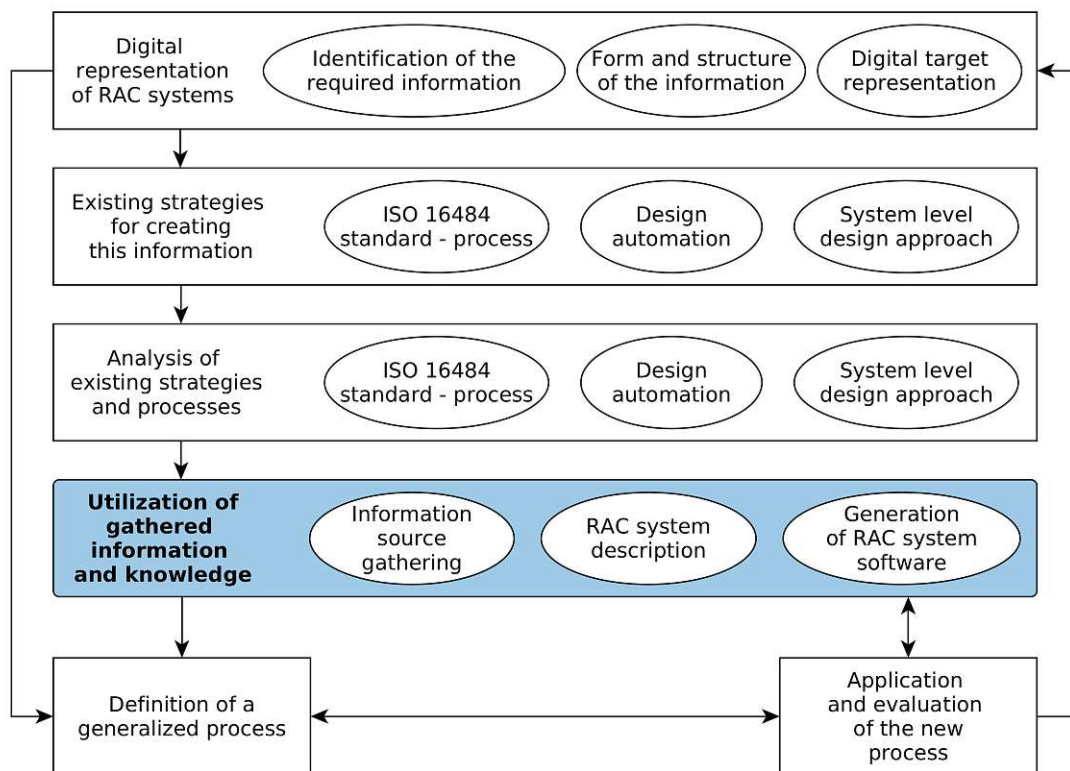 Digital
representation
of RAC systems
Identification of the
required information
Form and structure
of the information
Digital target
representation
Existing strategies
for creating
this information
ISO 16484
standard - process
Design
automation
System level
design approach
Analysis of
existing strategies
and processes
ISO 16484
standard - process
Design
automation
System level
design approach
Utilization of
gathered
information
and knowledge
Information
source
gathering
RAC system
description
Generation
of RAC system
software
Definition of a
generalized process
Application
and evaluation
of the new
process